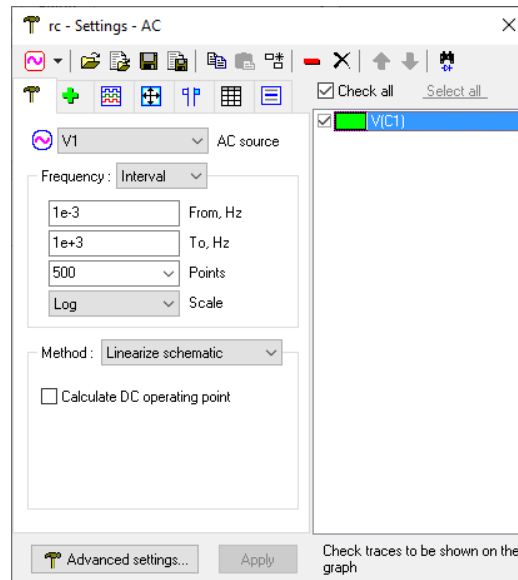 rc - Settings - AC
Check all
Select all
V(C1)
V1
AC source
Frequency : Interval
1e-3
From, Hz
1e+3
To, Hz
500
Points
Log
Scale
Method : Linearize schematic
Calculate DC operating point
Advanced settings...
Apply
Check traces to be shown on the
graph